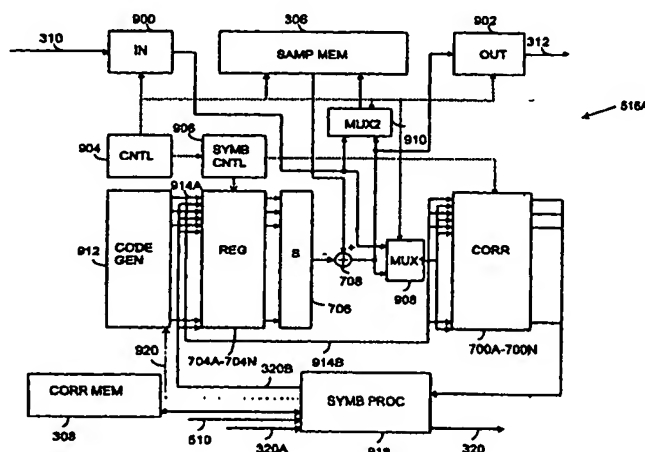 310
900
IN
306
SAMP MEM
902
OUT
312
516A
MUX2
910
906
904
CNTL
SYMB
CNTL
914A
912
CODE
GEN
REG
S
-
+
708
MUX
908
CORR
706
920
704A-704N
914B
700A-700N
320B
CORR MEM
308
SYMB PROC
510
320A
918
320